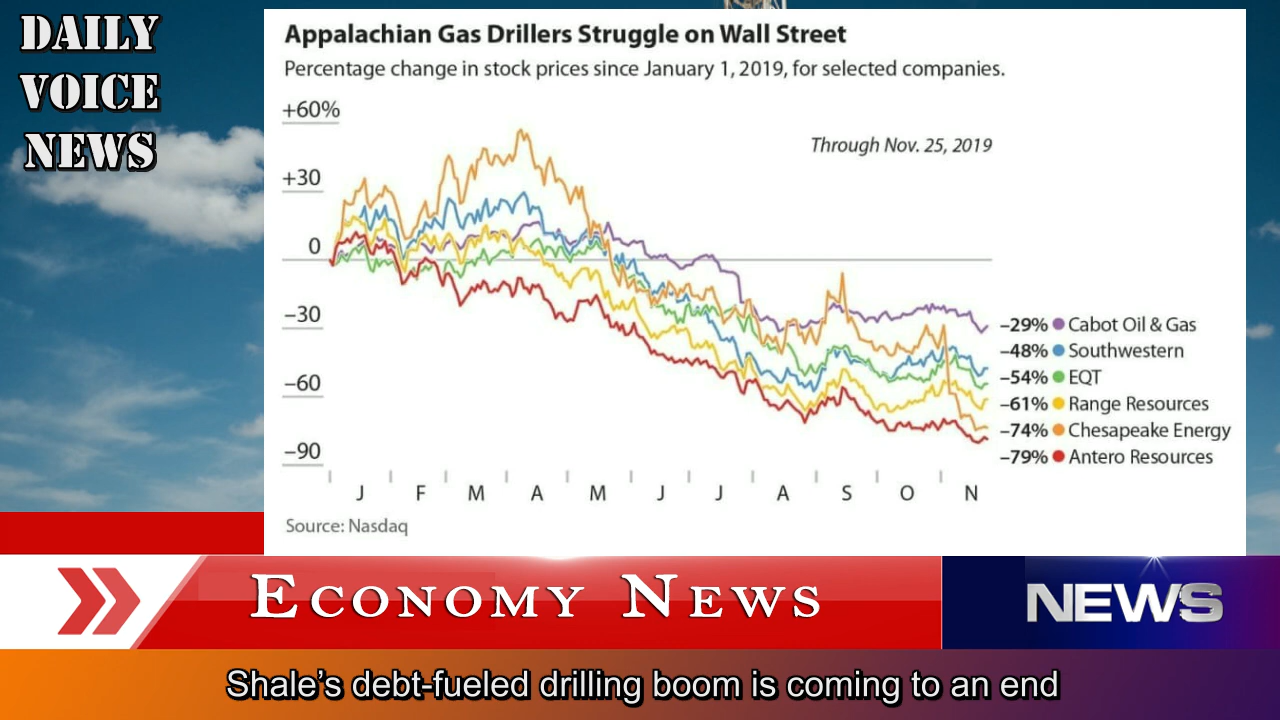 DAILY
VOICE
NEWS
Appalachian Gas Drillers Struggle on Wall Street
Percentage change in stock prices since January 1, 2019, for selected companies.
+60%
Through Nov. 25, 2019
+30
0
–30
–60
–90
–29% Cabot Oil & Gas
–48% Southwestern
–54% EQT
–61% Range Resources
–74% Chesapeake Energy
–79% Antero Resources
J F M A M J J A S O N
Source: Nasdaq
ECONOMY NEWS
NEWS
Shale’s debt-fueled drilling boom is coming to an end